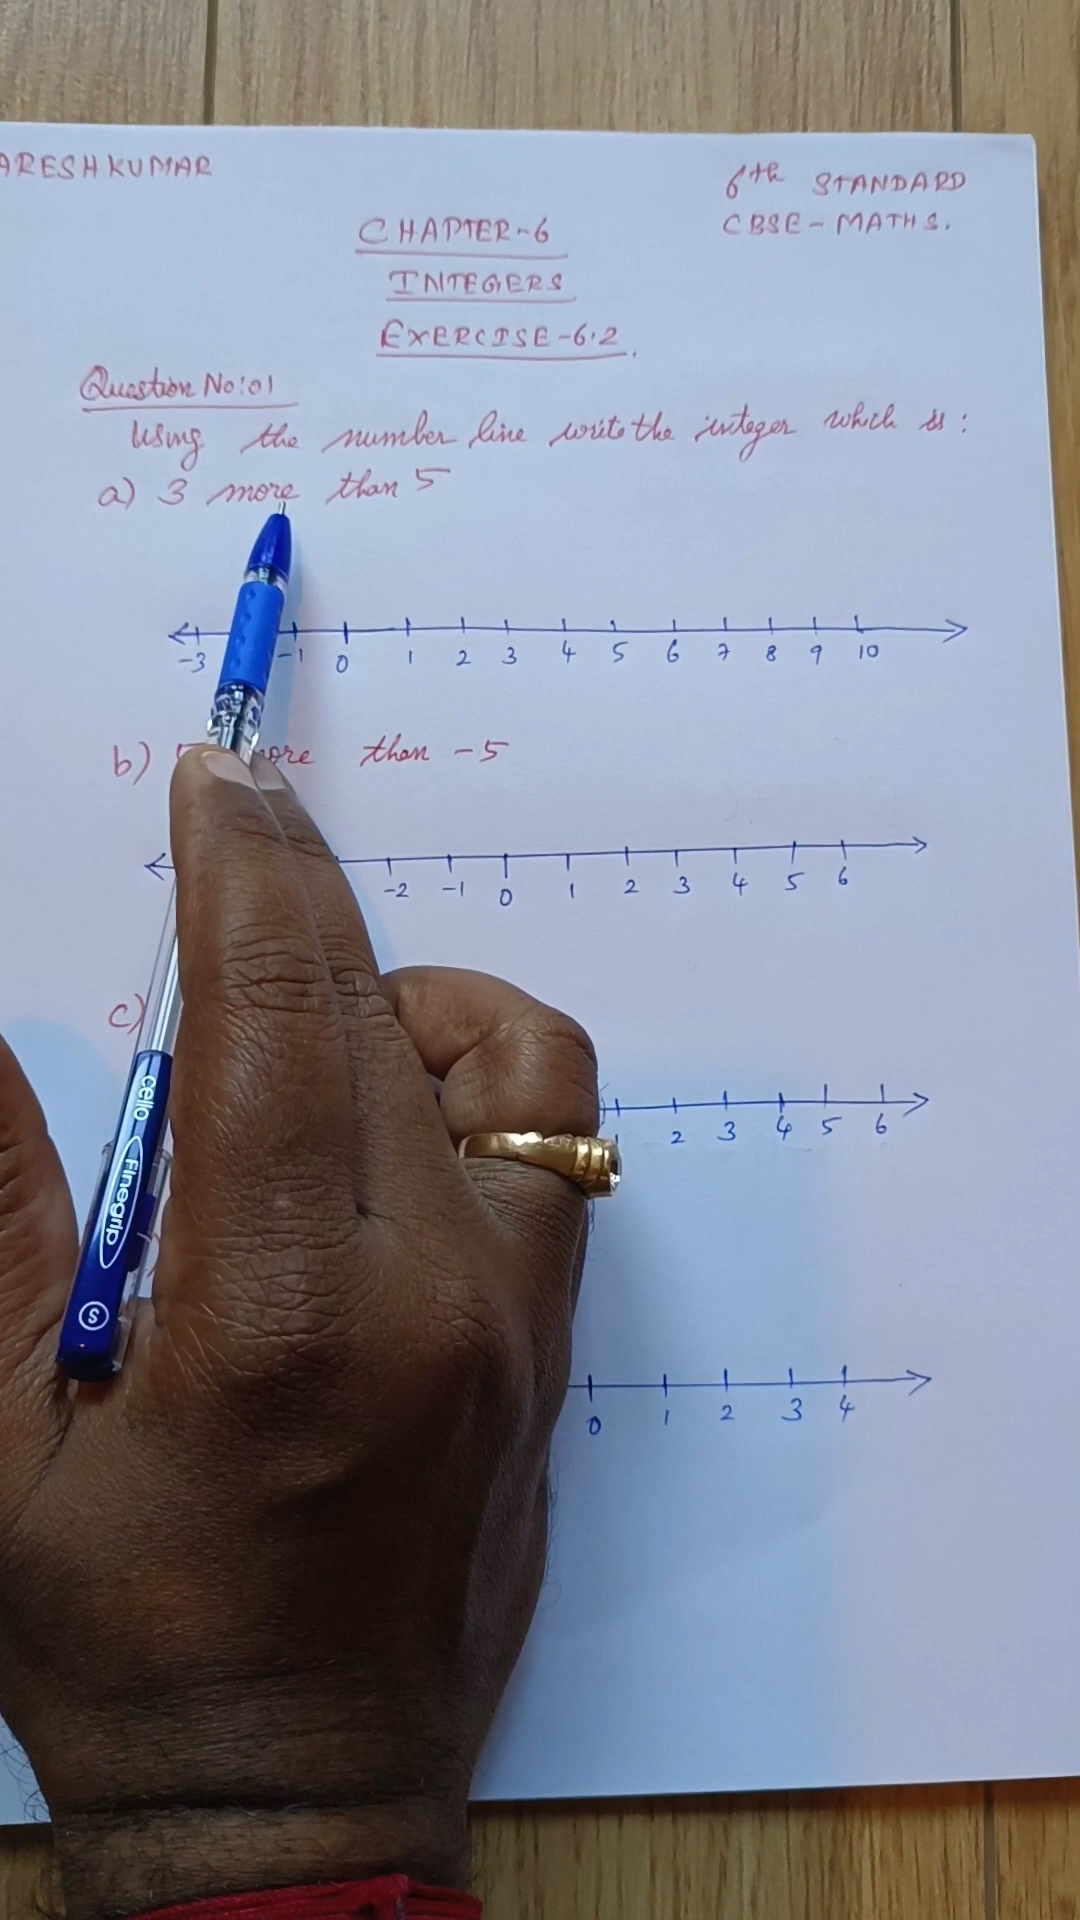 ARESHKUMAR
6th STANDARD
CBSE - MATHS.
CHAPTER-6
INTEGERS
EXERCISE-6.2.
Question No:01
Using the number line write the integer which is:
a) 3 more than 5
-3 -1 0 1 2 3 4 5 6 7 8 9 10
b) more than -5
-2 -1 0 1 2 3 4 5 6
c)
2 3 4 5 6
0 1 2 3 4
cello Finegrip
S